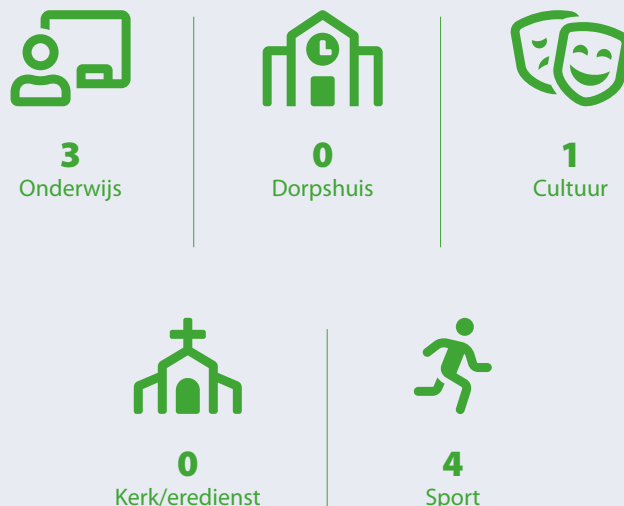 3
Onderwijs
0
Dorpshuis
1
Cultuur
0
Kerk/eredienst
4
Sport